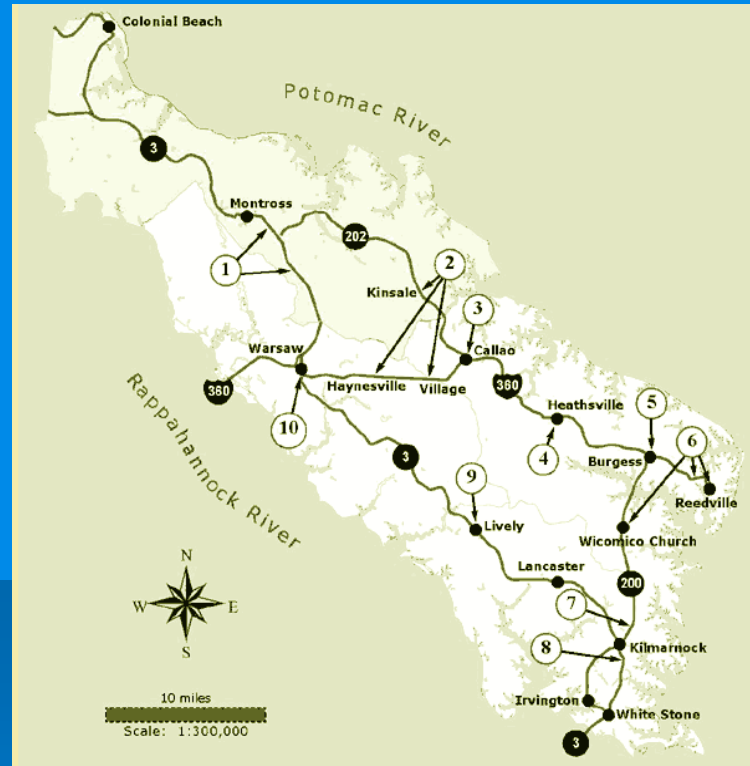 Colonial Beach
Potomac River
3
Montross
202
1
2
Kinsale
3
Warsaw
Callao
360
Haynesville
Village
360
Heathsville
5
Rappahannock River
10
3
4
Burgess
6
9
Reedville
Lively
Wicomico Church
N
Lancaster
200
W
E
7
S
8
Kilmarnock
10 miles
Irvington
White Stone
Scale: 1:300,000
3